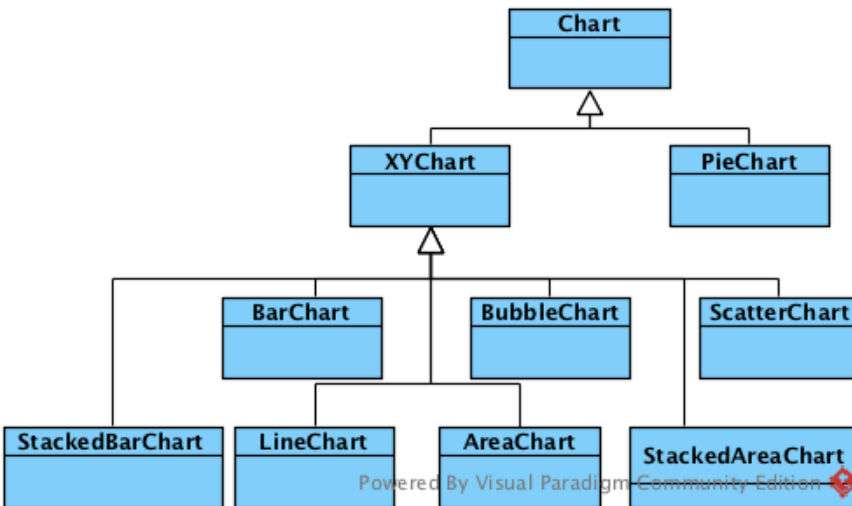 Chart
XYChart
PieChart
BarChart
BubbleChart
ScatterChart
StackedBarChart
LineChart
AreaChart
StackedAreaChart
Powered By Visual Paradigm Community Edition